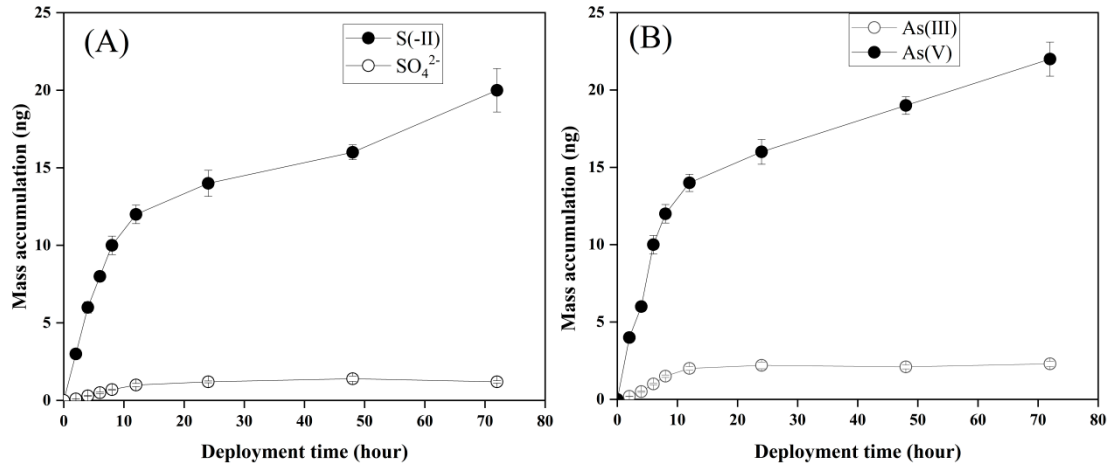 (A)
S(-II)
SO₄²⁻
25
20
15
10
5
0
Mass accumulation (ng)
0 10 20 30 40 50 60 70 80
Deployment time (hour)
(B)
As(III)
As(V)
25
20
15
10
5
0
Mass accumulation (ng)
0 10 20 30 40 50 60 70 80
Deployment time (hour)